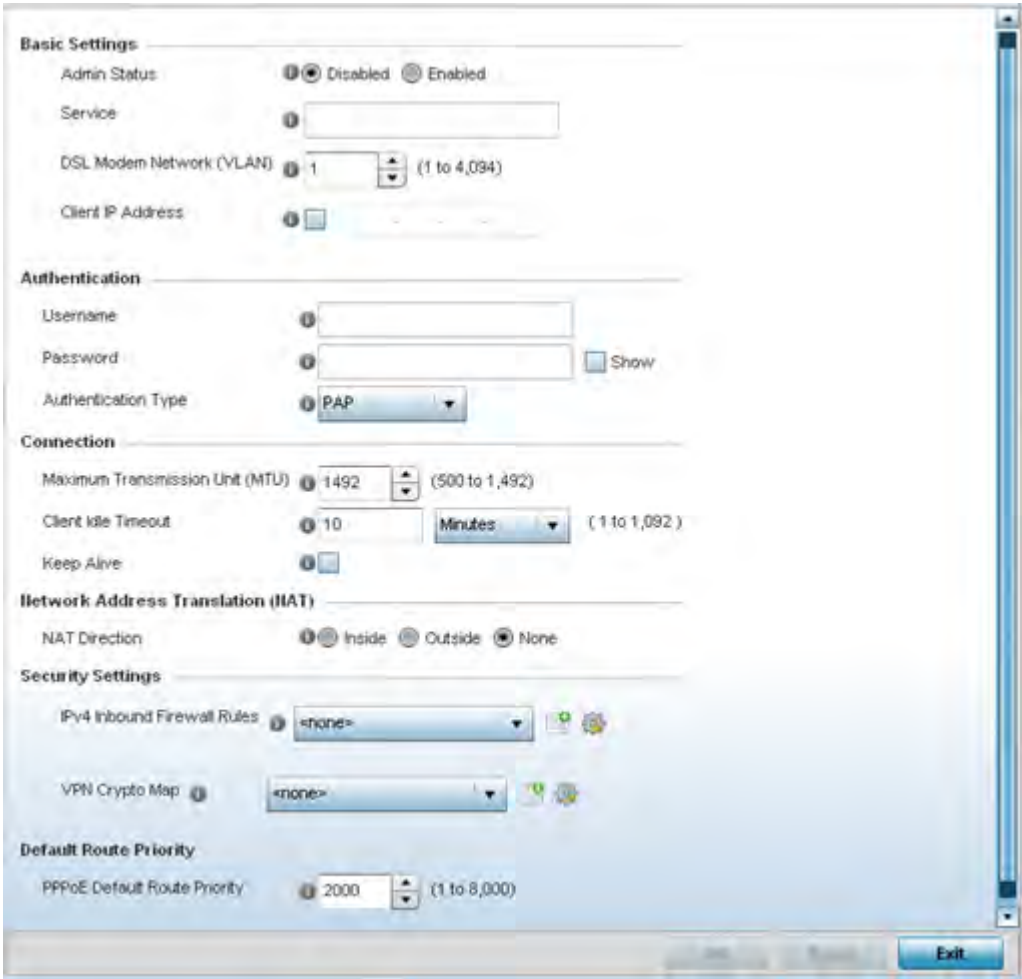 Basic Settings
Admin Status Disabled Enabled
Service
DSL Modem Network (VLAN) 1 (1 to 4,094)
Client IP Address
Authentication
Username
Password Show
Authentication Type PAP
Connection
Maximum Transmission Unit (MTU) 1492 (500 to 1,492)
Client Idle Timeout 10 Minutes ( 1 to 1,092 )
Keep Alive
Network Address Translation (NAT)
NAT Direction Inside Outside None
Security Settings
IPv4 Inbound Firewall Rules <none>
VPN Crypto Map <none>
Default Route Priority
PPPoE Default Route Priority 2000 (1 to 8,000)
Exit